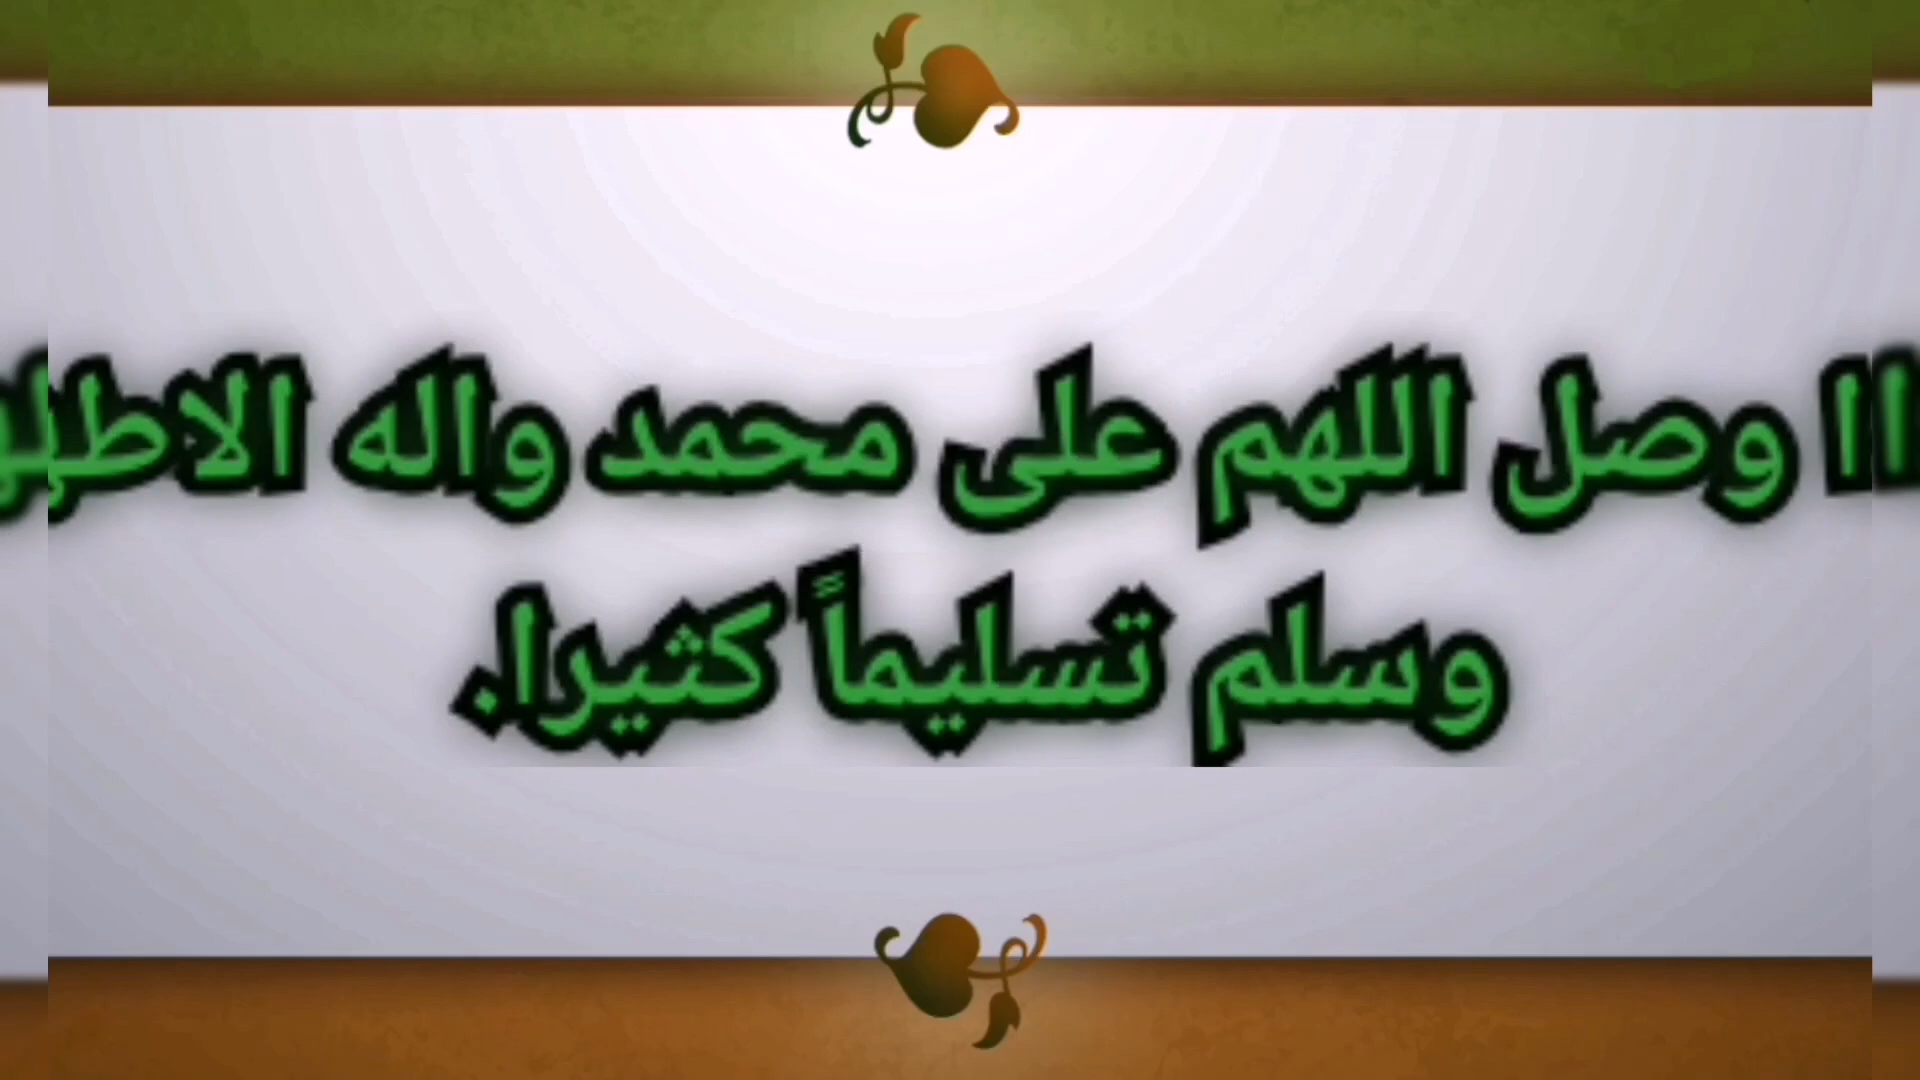 وصل اللهم على محمد واله
وسلم تسليماً كثيرا.